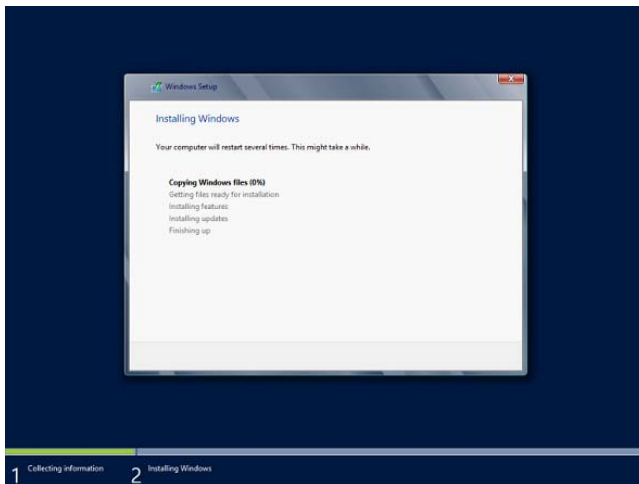 Windows Setup
Installing Windows
Your computer will restart several times. This might take a while.
Copying Windows files (0%)
Getting files ready for installation
Installing features
Installing updates
Finishing up
1 Collecting information
2 Installing Windows